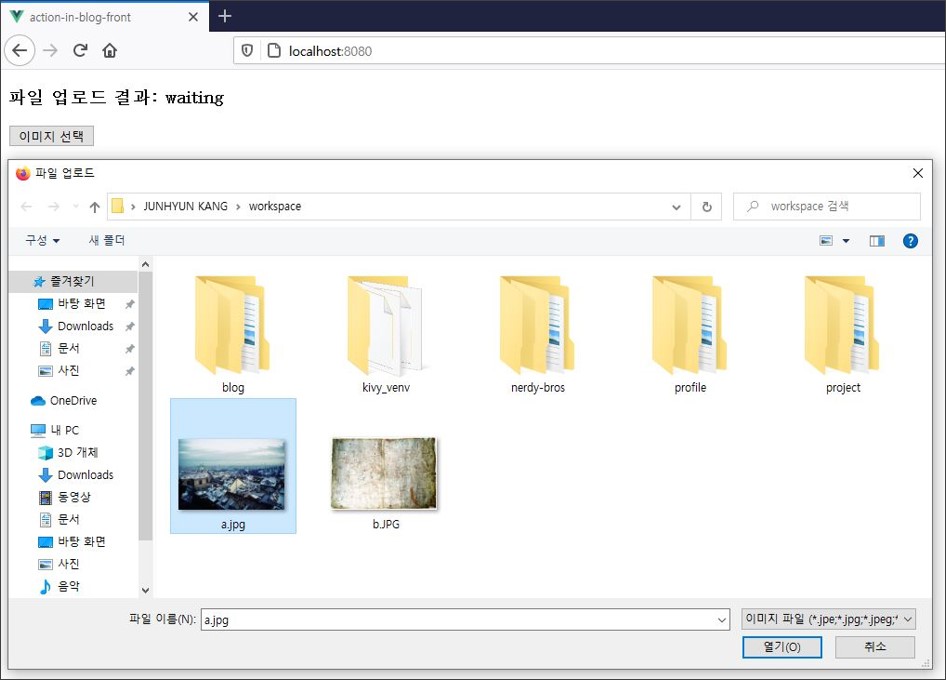 action-in-blog-front
localhost:8080
파일 업로드 결과: waiting
이미지 선택
파일 업로드
JUNHYUN KANG > workspace
workspace 검색
구성
새 폴더
즐겨찾기
바탕 화면
Downloads
문서
사진
OneDrive
내 PC
3D 개체
Downloads
동영상
문서
바탕 화면
사진
음악
blog
kivy_venv
nerdy-bros
profile
project
a.jpg
b.JPG
파일 이름(N):
a.jpg
이미지 파일 (*.jpe;*.jpg;*.jpeg;*
열기(O)
취소